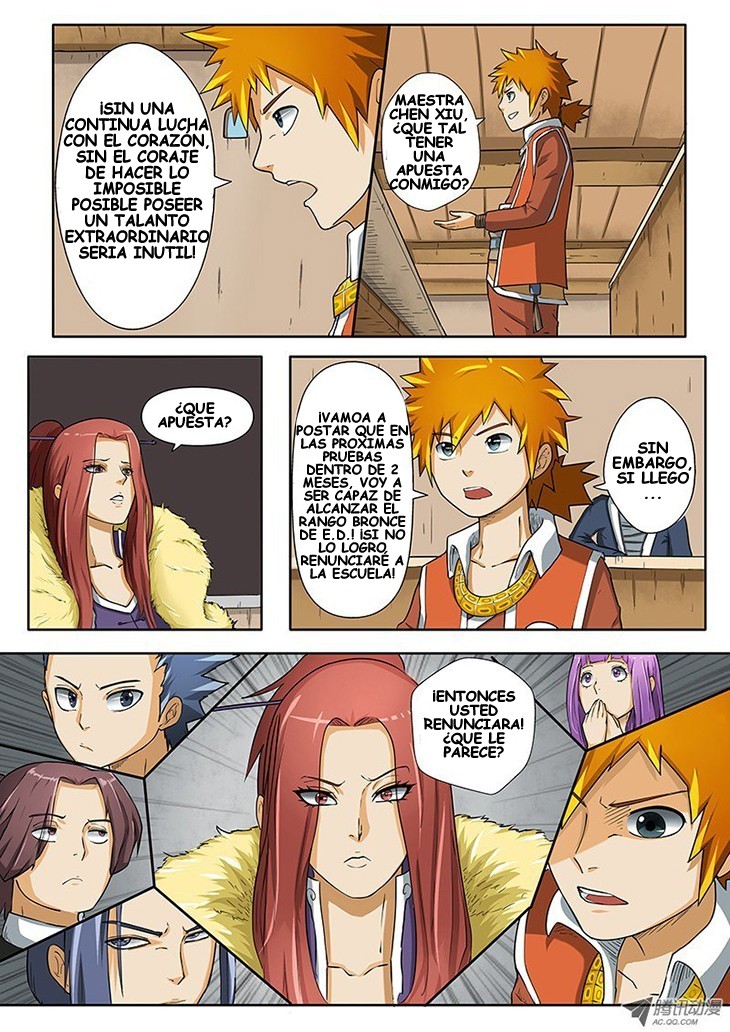 ¡SIN UNA
CONTINUA LUCHA
CON EL CORAZÓN,
SIN EL CORAJE
DE HACER LO
IMPOSIBLE
POSIBLE POSEER
UN TALANTO
EXTRAORDINARIO
SERIA INUTIL!
MAESTRA
CHEN XIU,
¿QUE TAL
TENER
UNA
APUESTA
CONMIGO?
¿QUE
APUESTA?
¡VAMOA A
POSTAR QUE EN
LAS PROXIMAS
PRUEBAS
DENTRO DE 2
MESES, VOY A
SER CAPAZ DE
ALCANZAR EL
RANGO BRONCE
DE E.D.! ¡SI NO
LO LOGRO,
RENUNCIARÉ A
LA ESCUELA!
SIN
EMBARGO,
SI LLEGO
...
¡ENTONCES
USTED
RENUNCIARA!
¿QUE LE
PARECE?
腾讯动漫
AC.QQ.COM